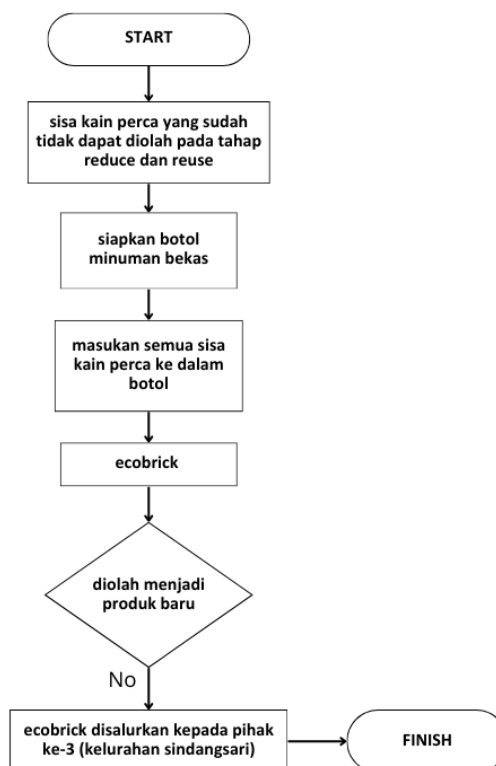 START
sisa kain perca yang sudah
tidak dapat diolah pada tahap
reduce dan reuse
siapkan botol
minuman bekas
masukan semua sisa
kain perca ke dalam
botol
ecobrick
diolah menjadi
produk baru
No
ecobrick disalurkan kepada pihak
ke-3 (kelurahan sindangsari)
FINISH